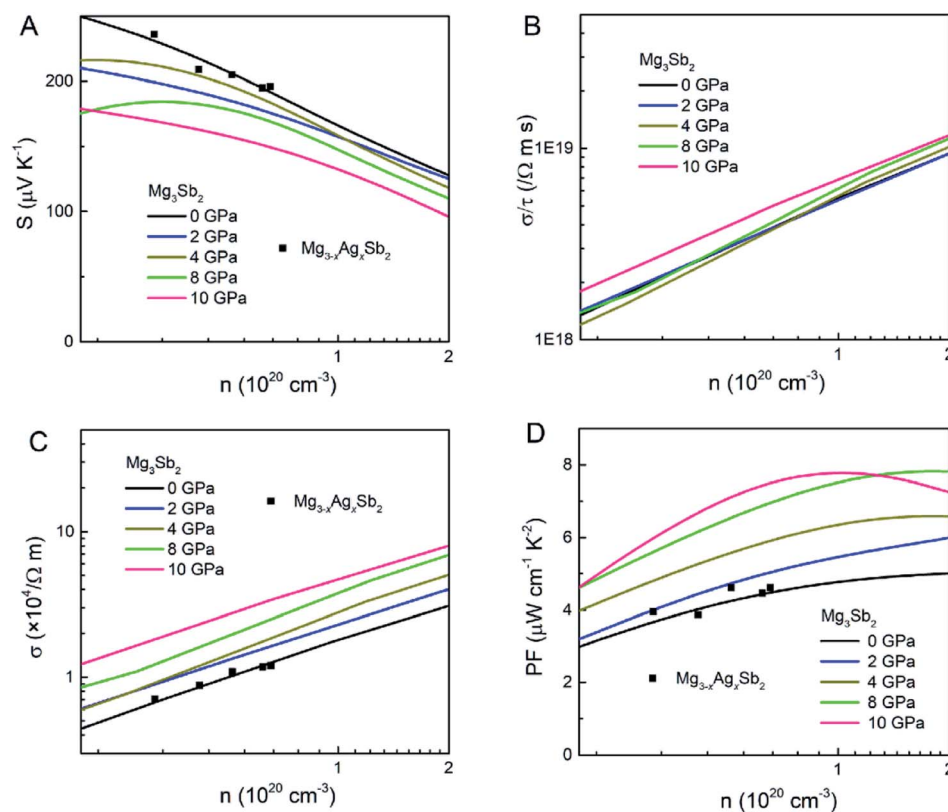 A
S (µV K⁻¹)
200
100
0
Mg₃Sb₂
0 GPa
2 GPa
4 GPa
8 GPa
10 GPa
Mg₃₋ₓAgₓSb₂
1
2
n (10²⁰ cm⁻³)
B
σ/τ (/Ω m s)
1E19
1E18
Mg₃Sb₂
0 GPa
2 GPa
4 GPa
8 GPa
10 GPa
1
2
n (10²⁰ cm⁻³)
C
σ (×10⁴/Ω m)
10
1
Mg₃Sb₂
0 GPa
2 GPa
4 GPa
8 GPa
10 GPa
Mg₃₋ₓAgₓSb₂
1
2
n (10²⁰ cm⁻³)
D
PF (µW cm⁻¹ K⁻²)
8
6
4
2
0
Mg₃Sb₂
0 GPa
2 GPa
4 GPa
8 GPa
10 GPa
Mg₃₋ₓAgₓSb₂
1
2
n (10²⁰ cm⁻³)